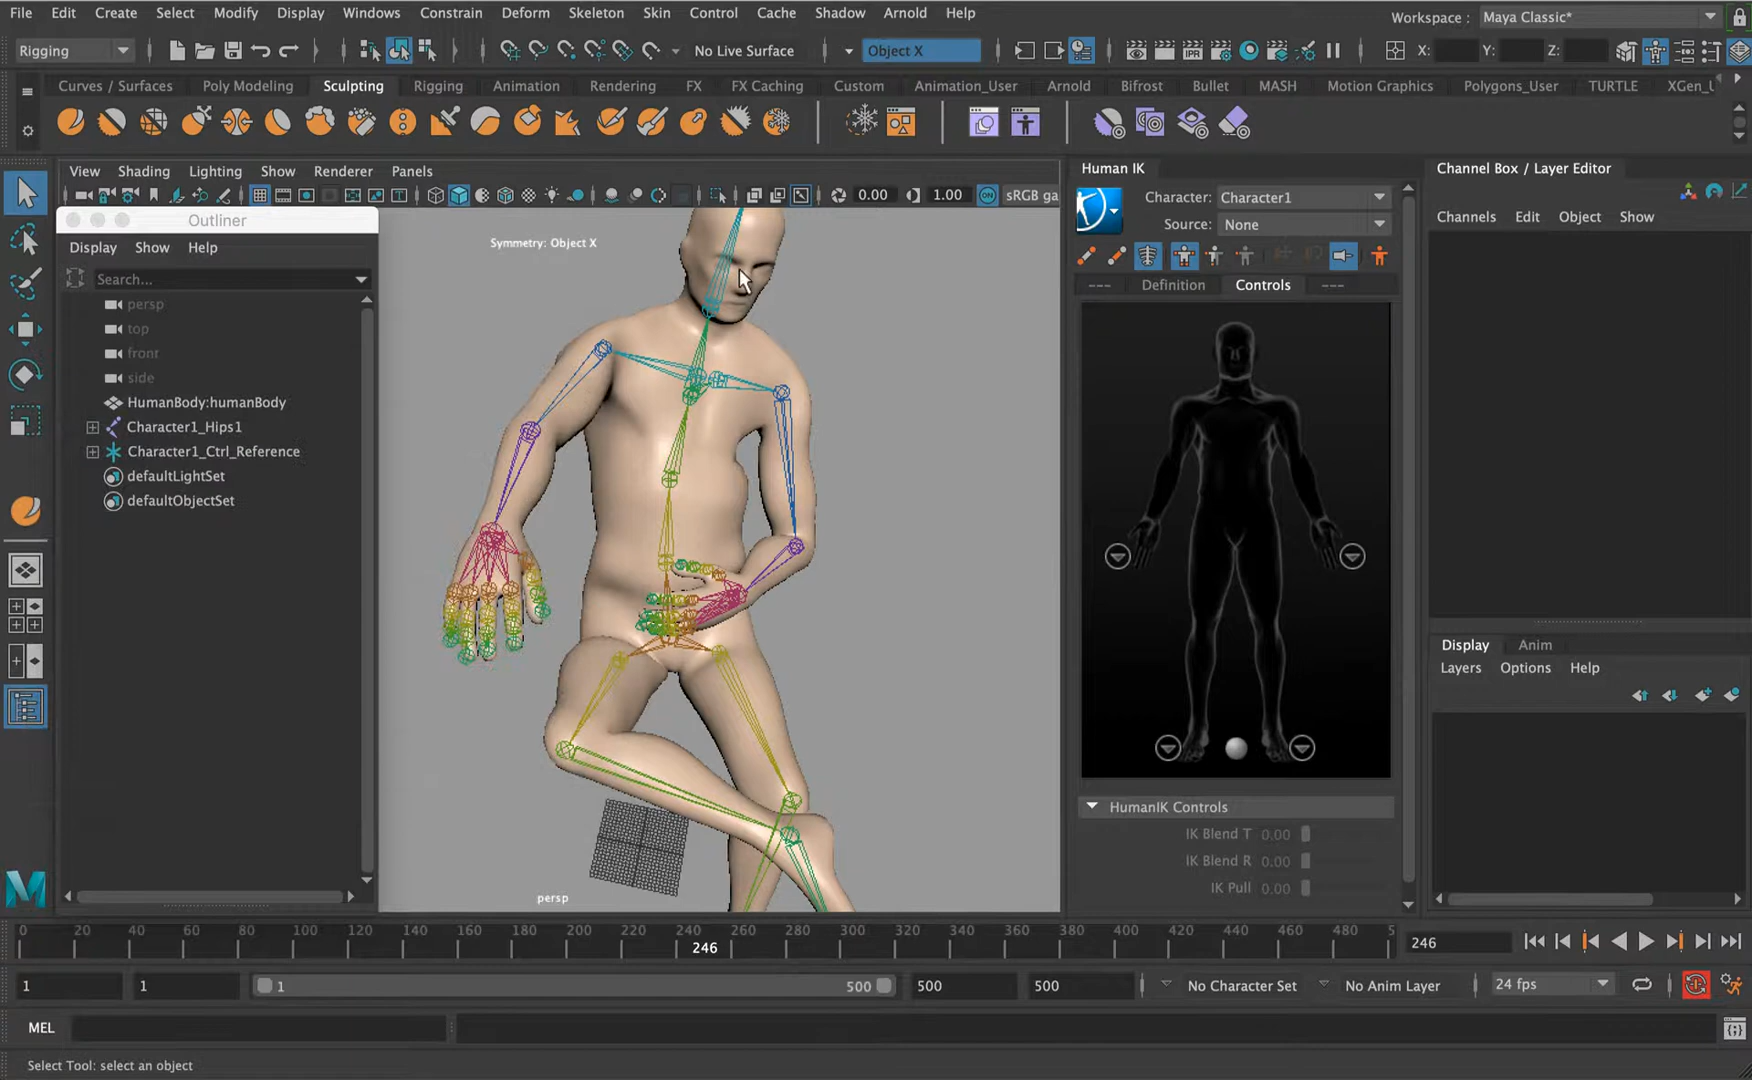 File Edit Create Select Modify Display Windows Constrain Deform Skeleton Skin Control Cache Shadow Arnold Help
Workspace : Maya Classic*
Rigging No Live Surface Object X X: Y: Z:
Curves / Surfaces Poly Modeling Sculpting Rigging Animation Rendering FX FX Caching Custom Animation_User Arnold Bifrost Bullet MASH Motion Graphics Polygons_User TURTLE XGen_U
IPR
View Shading Lighting Show Renderer Panels
0.00 1.00 ON sRGB ga
Outliner
Display Show Help
Search...
persp
top
front
side
HumanBody:humanBody
Character1_Hips1
Character1_Ctrl_Reference
defaultLightSet
defaultObjectSet
Symmetry: Object X
persp
Human IK
Character: Character1
Source: None
--- Definition Controls ---
HumanIK Controls
IK Blend T 0.00
IK Blend R 0.00
IK Pull 0.00
Channel Box / Layer Editor
Channels Edit Object Show
Display Anim
Layers Options Help
0 20 40 60 80 100 120 140 160 180 200 220 240 260 280 300 320 340 360 380 400 420 440 460 480 5
246
246
1 1 1 500 500 500 No Character Set No Anim Layer 24 fps
MEL
Select Tool: select an object